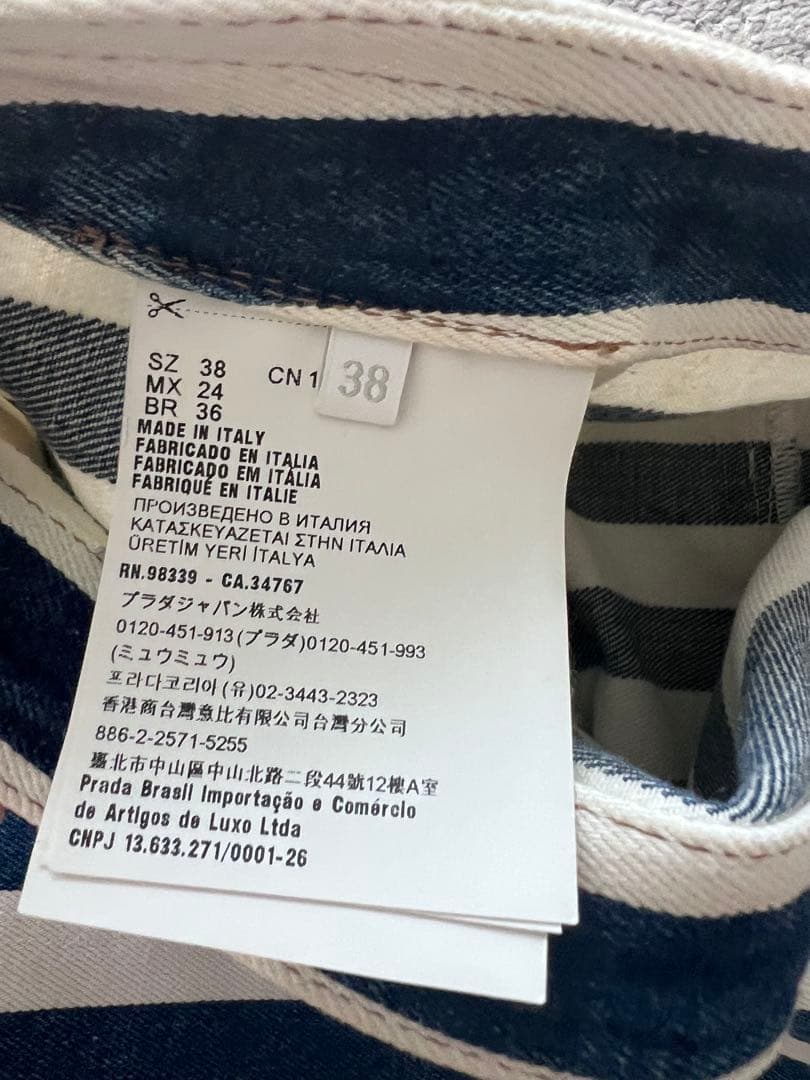 SZ 38
CN 1
38
MX 24
BR 36
MADE IN ITALY
FABRICADO EN ITALIA
FABRICADO EM ITÁLIA
FABRIQUÉ EN ITALIE
ПРОИЗВЕДЕНО В ИТАЛИЯ
ΚΑΤΑΣΚΕΥΑΖΕΤΑΙ ΣΤΗΝ ΙΤΑΛΙΑ
ÜRETİM YERİ İTALYA
RN.98339 - CA.34767
プラダジャパン株式会社
0120-451-913(プラダ)0120-451-993
(ミュウミュウ)
프라다코리아(유)02-3443-2323
香港商台灣意比有限公司台灣分公司
886-2-2571-5255
臺北市中山區中山北路二段44號12樓A室
Prada Brasil Importação e Comércio
de Artigos de Luxo Ltda
CNPJ 13.633.271/0001-26